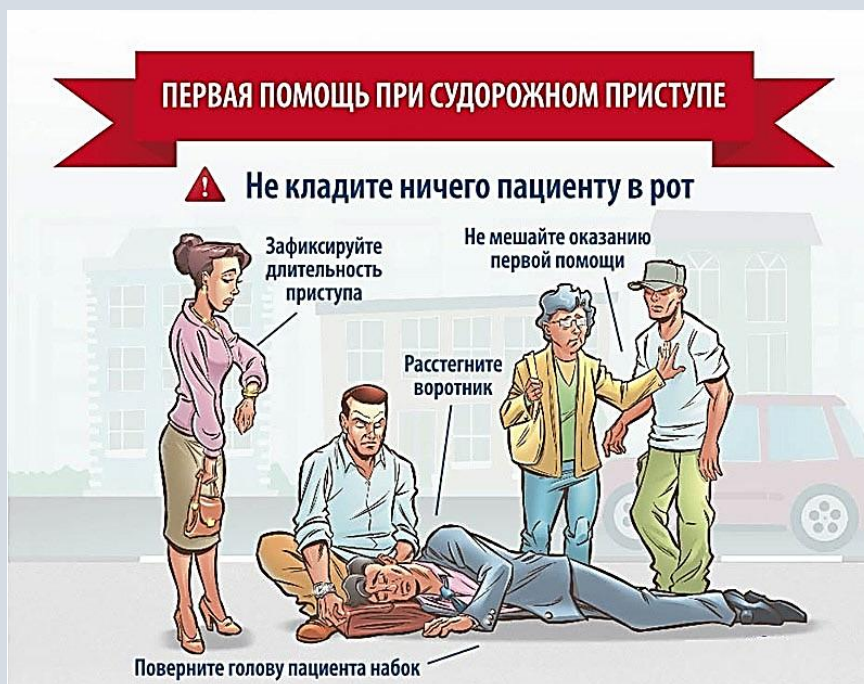 ПЕРВАЯ ПОМОЩЬ ПРИ СУДОРОЖНОМ ПРИСТУПЕ
Не кладите ничего пациенту в рот
Зафиксируйте
длительность
приступа
Не мешайте оказанию
первой помощи
Расстегните
воротник
Поверните голову пациента набок